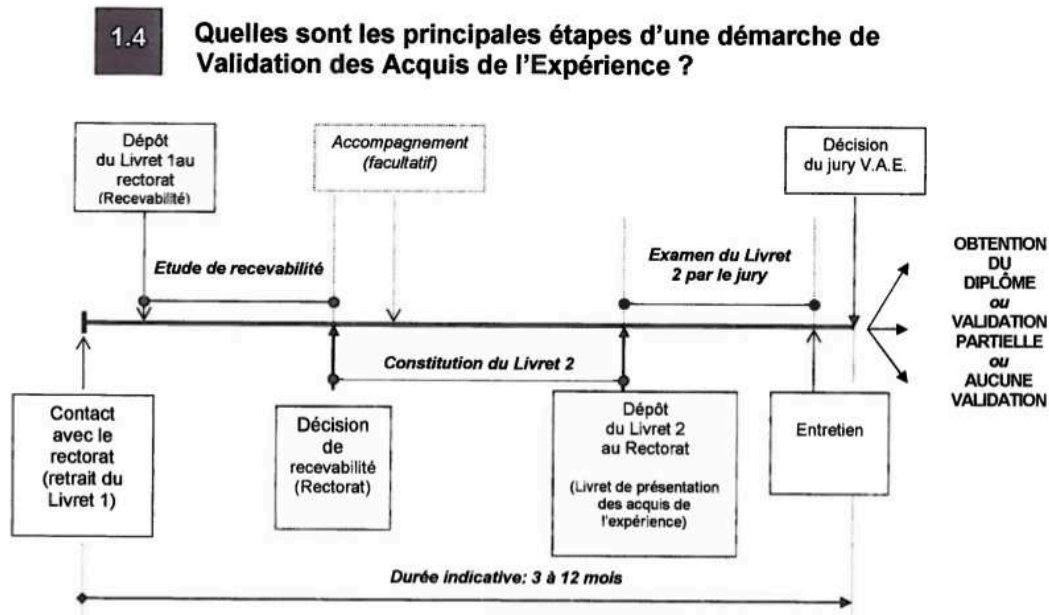 1.4
Quelles sont les principales étapes d'une démarche de
Validation des Acquis de l'Expérience ?
Dépôt
du Livret 1au
rectorat
(Recevabilité)
Accompagnement
(facultatif)
Décision
du jury V.A.E.
Etude de recevabilité
Examen du Livret
2 par le jury
OBTENTION
DU
DIPLÔME
ou
VALIDATION
PARTIELLE
ou
AUCUNE
VALIDATION
Constitution du Livret 2
Contact
avec le
rectorat
(retrait du
Livret 1)
Décision
de
recevabilité
(Rectorat)
Dépôt
du Livret 2
au Rectorat
(Livret de présentation
des acquis de
l'expérience)
Entretien
Durée indicative: 3 à 12 mois